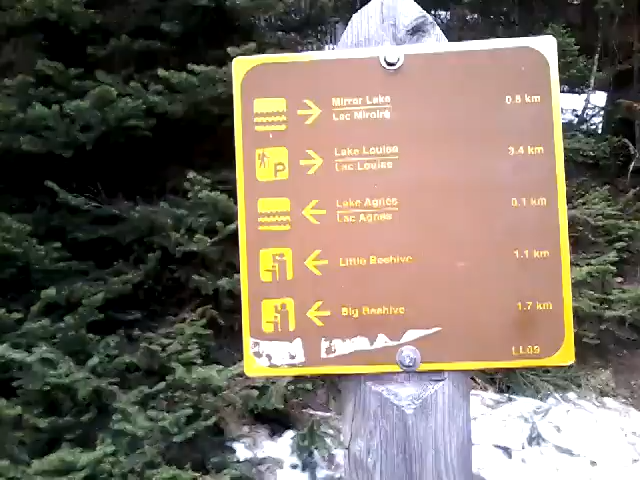 Mirror Lake
Lac Miroir
0.8 km
P
Lake Louise
Lac Louise
3.4 km
Lake Agnes
Lac Agnes
0.1 km
Little Beehive
1.1 km
Big Beehive
1.7 km
LL09